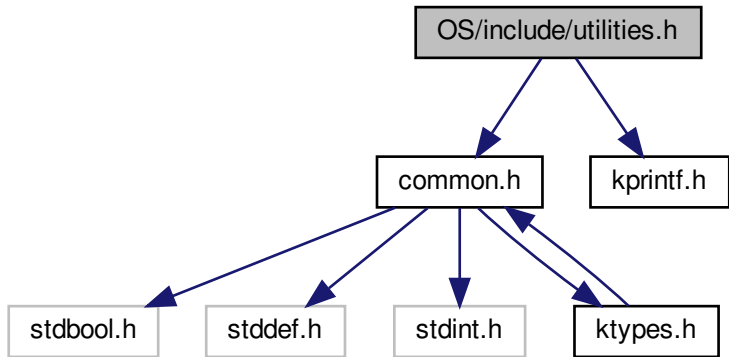 OS/include/utilities.h
common.h
kprintf.h
stdbool.h
stddef.h
stdint.h
ktypes.h